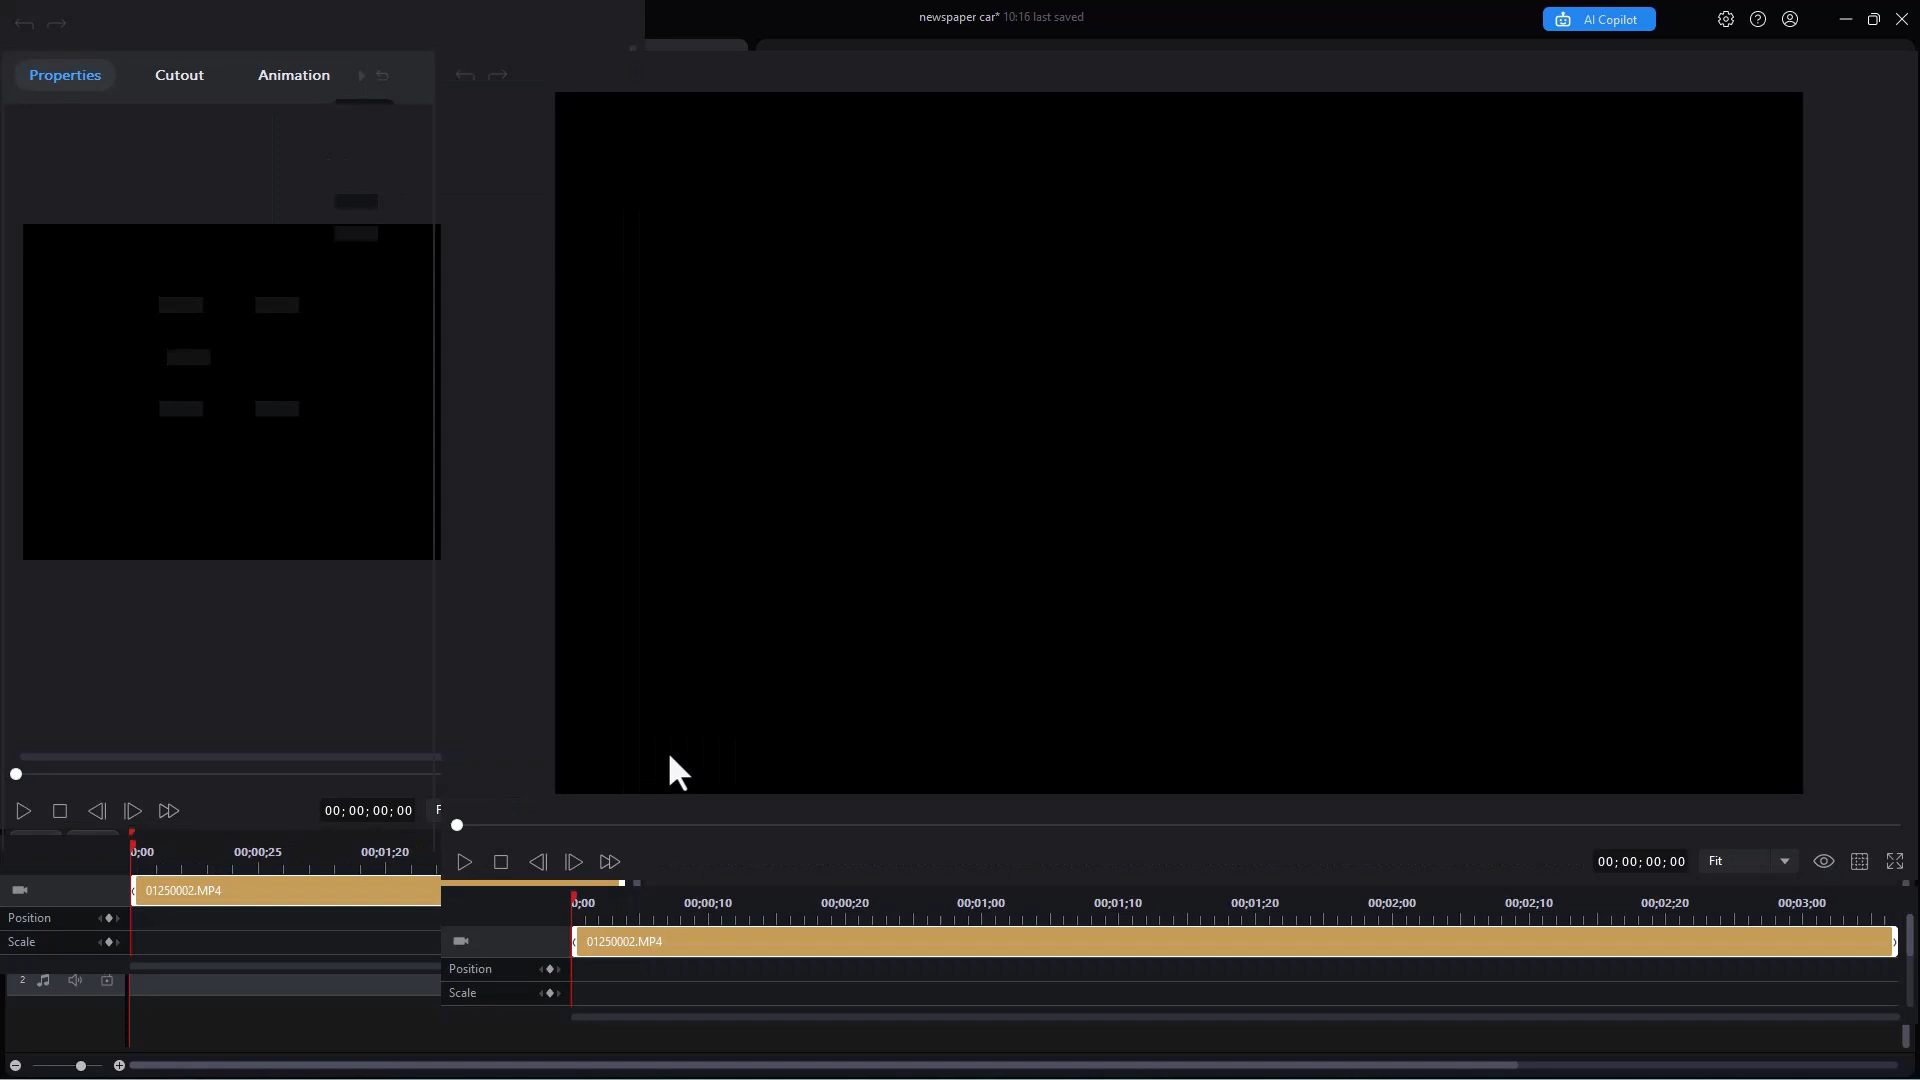 newspaper car* 10:16 last saved
AI Copilot
Properties Cutout Animation
00;00;00;00
0;00 00;00;25 00;01;20
01250002.MP4
Position
Scale
2
00;00;00;00 Fit
0;00 00;00;10 00;00;20 00;01;00 00;01;10 00;01;20 00;02;00 00;02;10 00;02;20 00;03;00
01250002.MP4
Position
Scale